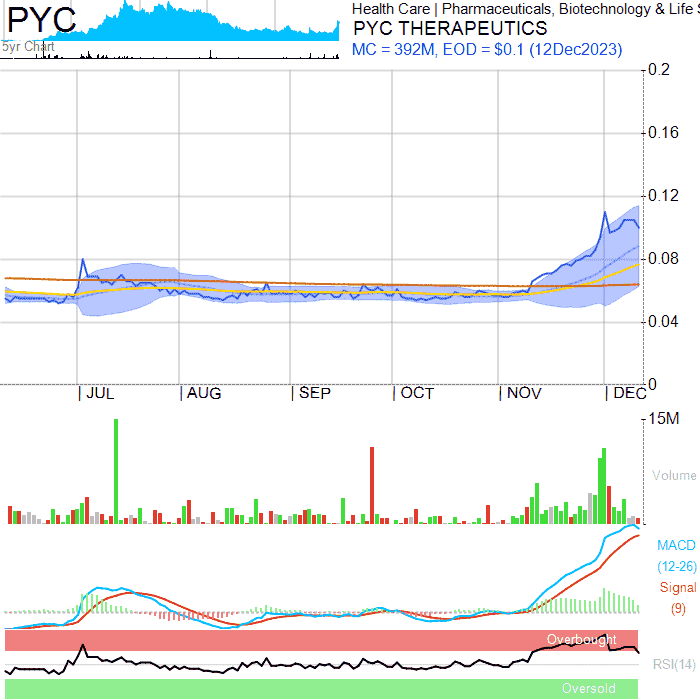 PYC
Health Care | Pharmaceuticals, Biotechnology & Life S
PYC THERAPEUTICS
MC = 392M, EOD = $0.1 (12Dec2023)
5yr Chart
0.2
0.16
0.12
0.08
0.04
0
JUL AUG SEP OCT NOV DEC
15M
Volume
MACD
(12-26)
Signal
(9)
Overbought
RSI(14)
Oversold